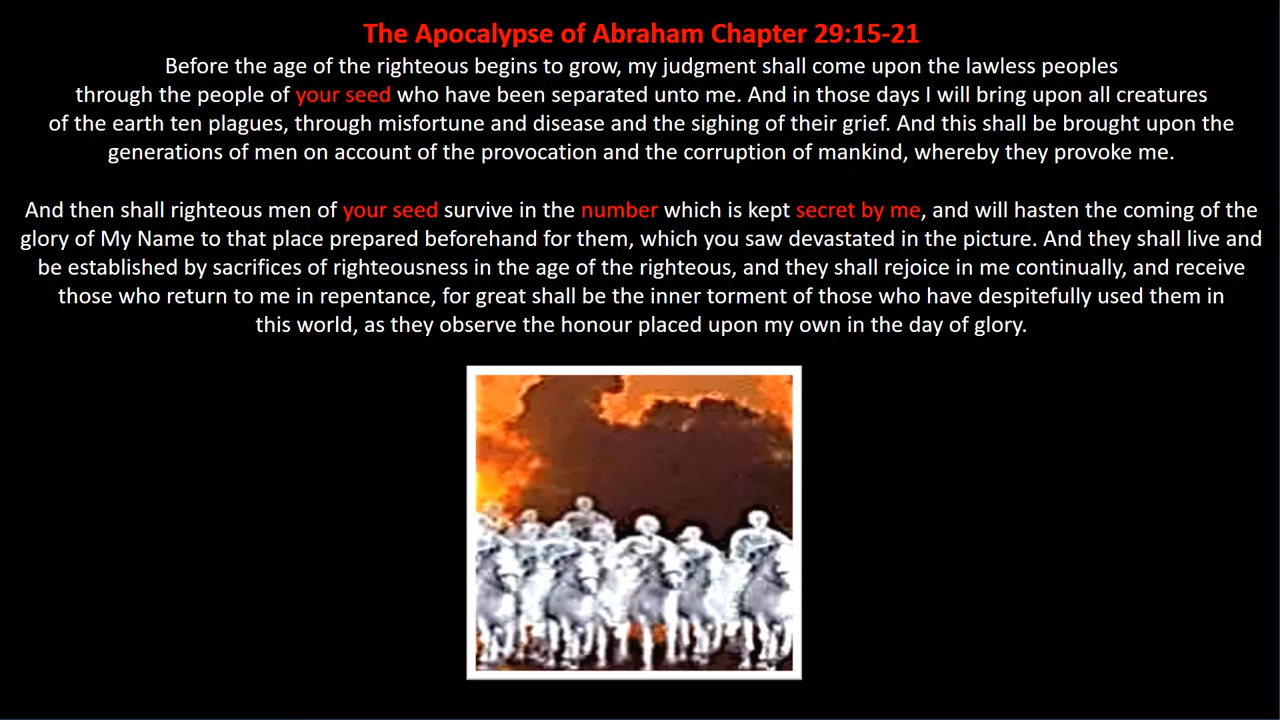 The Apocalypse of Abraham Chapter 29:15-21
Before the age of the righteous begins to grow, my judgment shall come upon the lawless peoples
through the people of your seed who have been separated unto me. And in those days I will bring upon all creatures
of the earth ten plagues, through misfortune and disease and the sighing of their grief. And this shall be brought upon the
generations of men on account of the provocation and the corruption of mankind, whereby they provoke me.
And then shall righteous men of your seed survive in the number which is kept secret by me, and will hasten the coming of the
glory of My Name to that place prepared beforehand for them, which you saw devastated in the picture. And they shall live and
be established by sacrifices of righteousness in the age of the righteous, and they shall rejoice in me continually, and receive
those who return to me in repentance, for great shall be the inner torment of those who have despitefully used them in
this world, as they observe the honour placed upon my own in the day of glory.